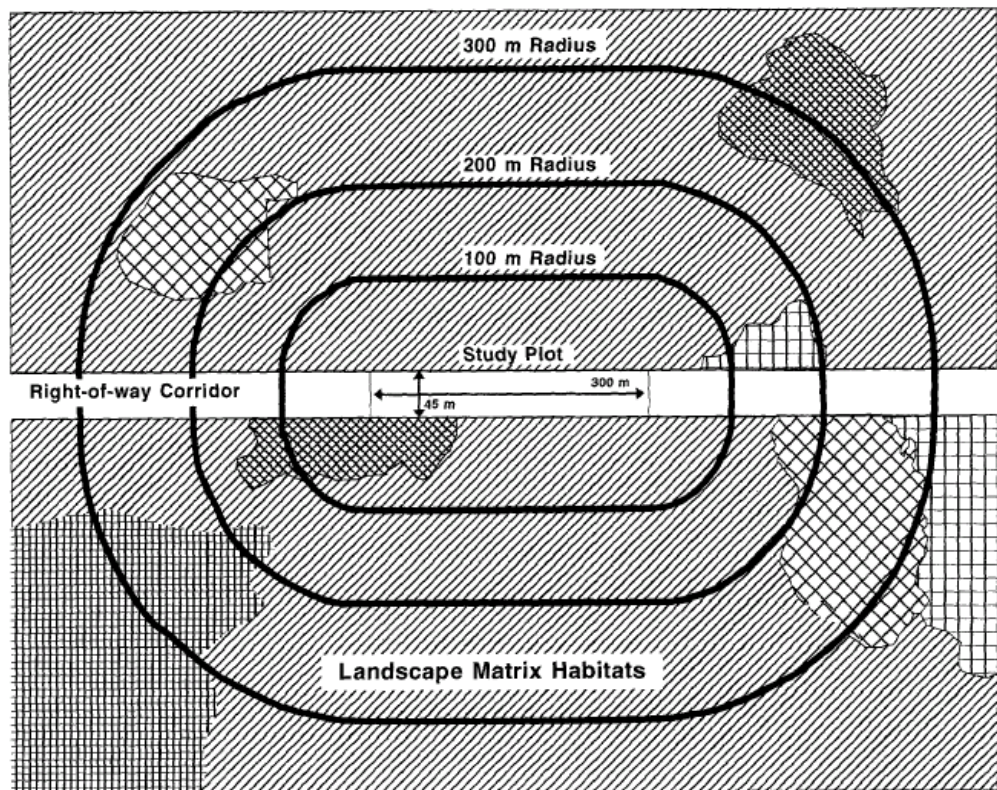 300 m Radius
200 m Radius
100 m Radius
Study Plot
300 m
Right-of-way Corridor
45 m
Landscape Matrix Habitats